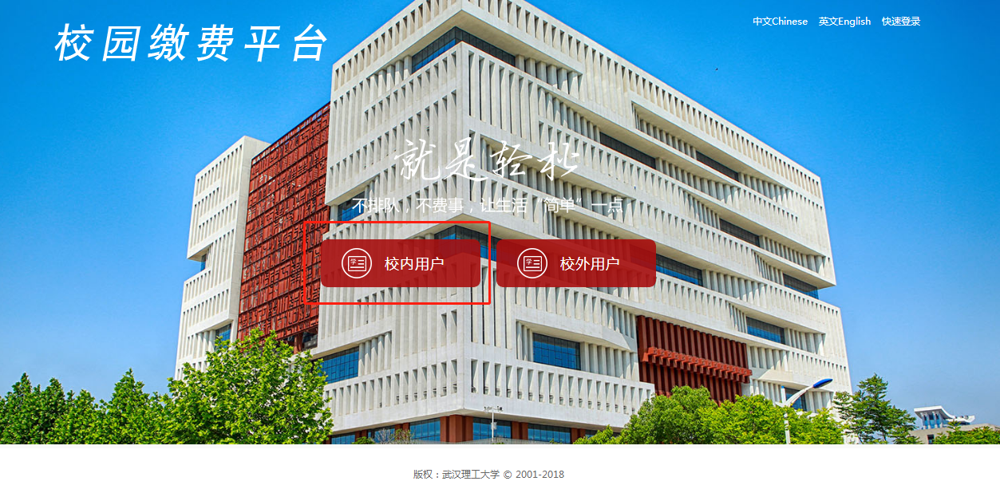 校园缴费平台
中文Chinese 英文English 快速登录
就是轻秒
不排队，不费事，让生活“简单”一点
校内用户
校外用户
版权：武汉理工大学 © 2001-2018